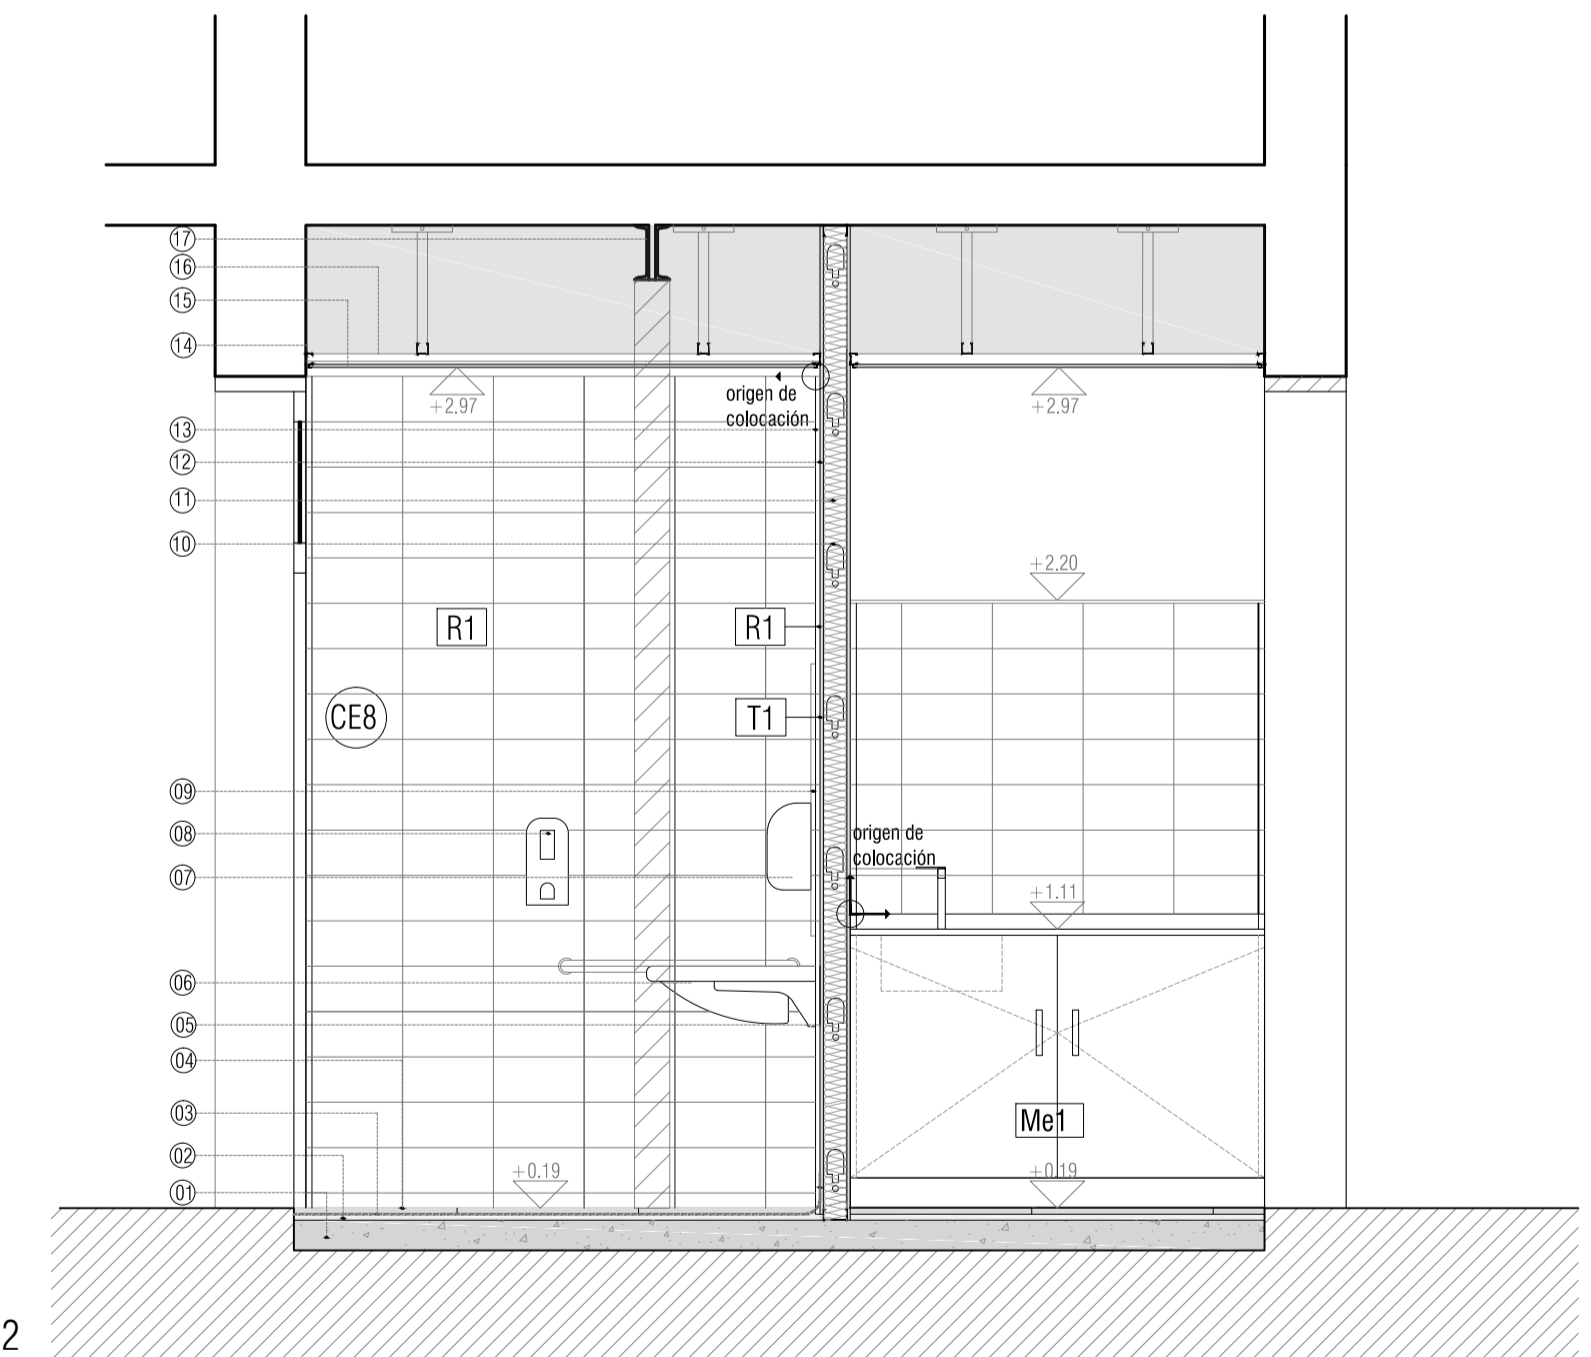 17
16
15
14
+2.97
origen de
colocación
+2.97
13
12
11
10
+2.20
R1
R1
CE8
T1
09
08
origen de
colocación
07
+1.11
06
05
04
03
Me1
02
+0.19
+0.19
01
2